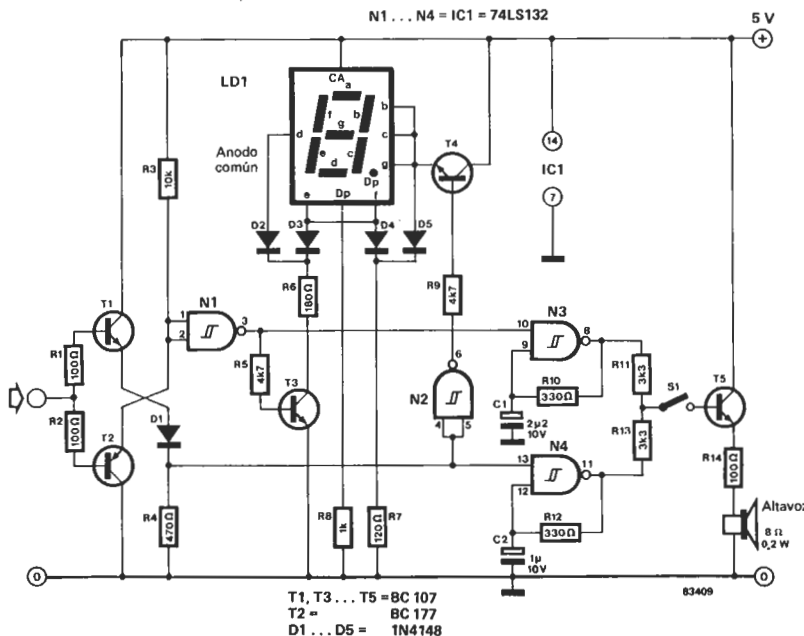 N1 . . . N4 = IC1 = 74LS132
5 V
+
LD1
CA
a
f
b
g
e
c
d
Dp
d
b
c
g
Anodo
común
e
Dp
f
T4
14
IC1
7
R3
10k
D2
D3
D4
D5
R6
180Ω
R9
4k7
T1
R1
100Ω
R2
100Ω
T2
N1
1
2
3
R5
4k7
T3
6
N2
4
5
N3
10
9
8
R10
330Ω
C1
2µ2
10V
R11
3k3
S1
T5
R13
3k3
N4
13
12
11
R12
330Ω
C2
1µ
10V
R14
100Ω
Altavoz
8 Ω
0,2 W
D1
R4
470Ω
R8
1k
R7
120Ω
0
0
83409
T1, T3 . . . T5 = BC 107
T2 = BC 177
D1 . . . D5 = 1N4148